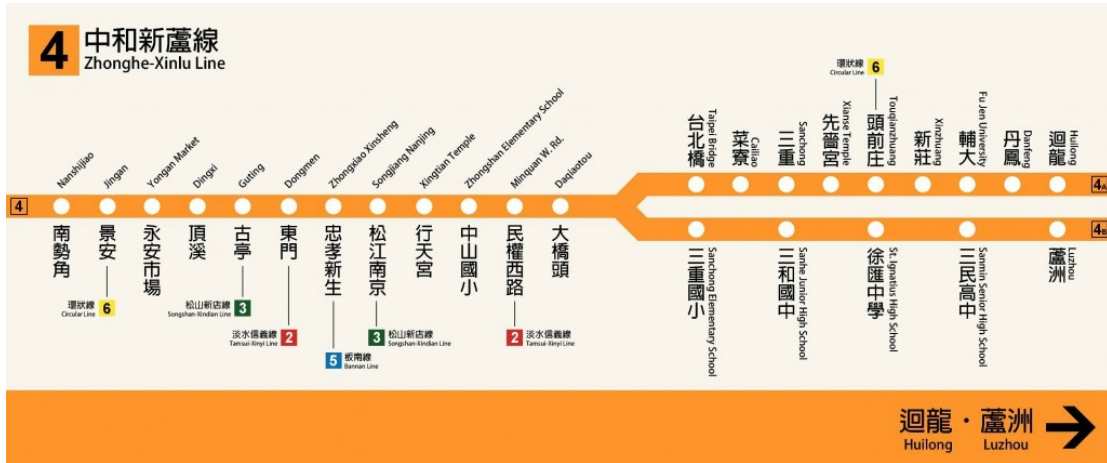 4
中和新蘆線
Zhonghe-Xinlu Line
4
Nanshijiao
Jingan
Yongan Market
Dingxi
Guting
Dongmen
Zhongxiao Xinsheng
Songjiang Nanjing
Xingtian Temple
Zhongshan Elementary School
Minquan W. Rd.
Daqiaotou
南勢角
景安
永安市場
頂溪
古亭
東門
忠孝新生
松江南京
行天宮
中山國小
民權西路
大橋頭
環狀線
Circular Line
6
松山新店線
Songshan-Xindian Line
3
淡水信義線
Tamsui-Xinyi Line
2
5
板南線
Bannan Line
3
松山新店線
Songshan-Xindian Line
2
淡水信義線
Tamsui-Xinyi Line
環狀線
Circular Line
6
台北橋
Taipei Bridge
菜寮
Cailiao
三重
Sanchong
先嗇宮
Xianse Temple
頭前庄
Touqianzhuang
新莊
Xinzhuang
輔大
Fu Jen University
丹鳳
Danfeng
迴龍
Huilong
4A
4B
三重國小
Sanchong Elementary School
三和國中
Sanhe Junior High School
徐匯中學
St. Ignatius High School
三民高中
Sanmin Senior High School
蘆洲
Luzhou
迴龍・蘆洲
Huilong Luzhou